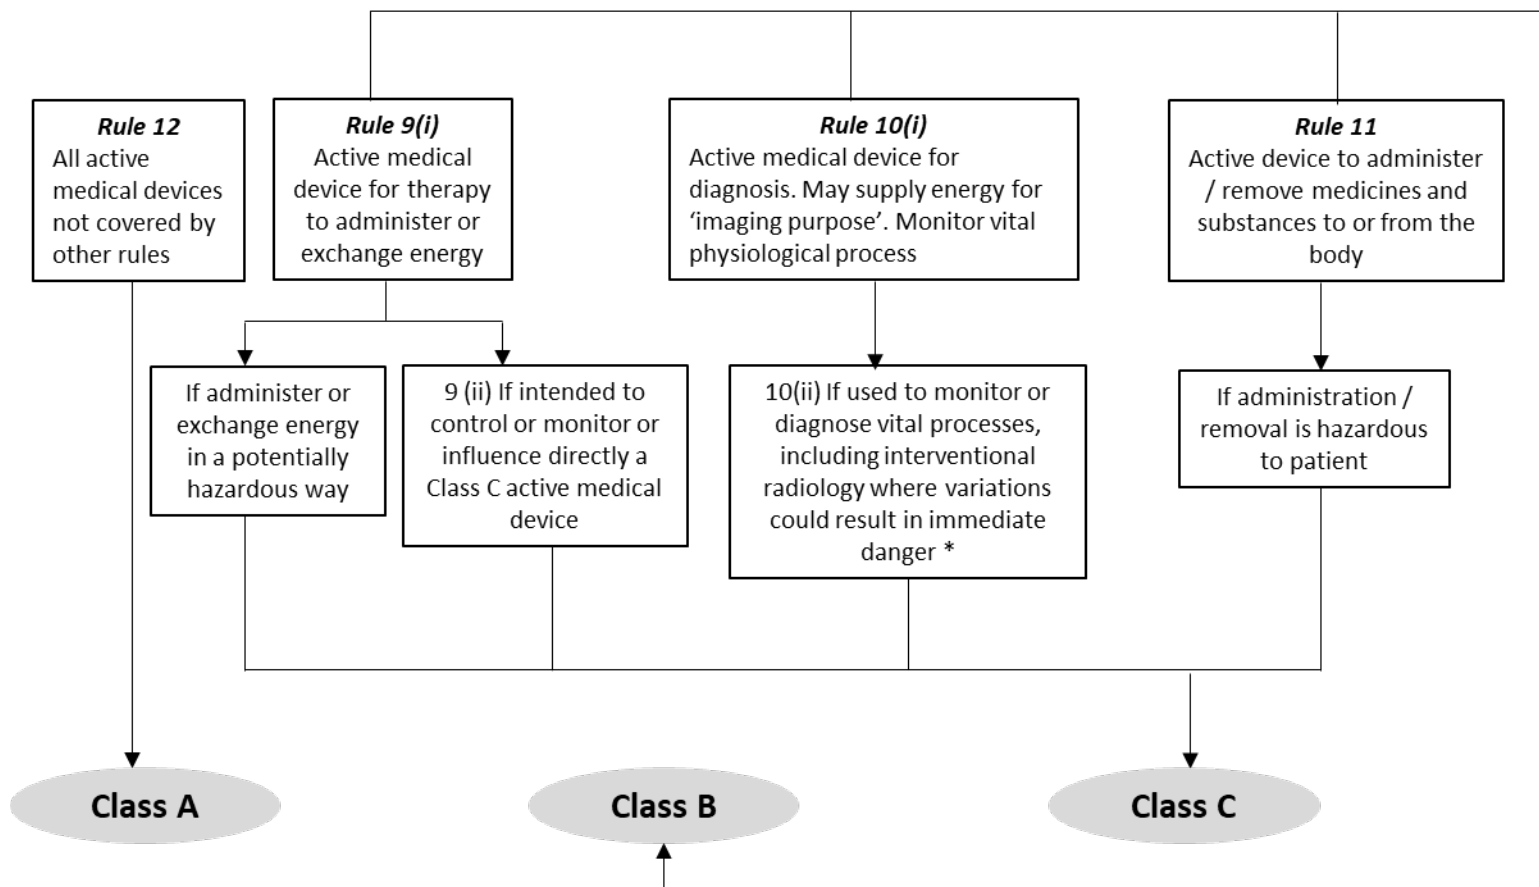 Rule 12
All active
medical devices
not covered by
other rules
Rule 9(i)
Active medical
device for therapy
to administer or
exchange energy
Rule 10(i)
Active medical device for
diagnosis. May supply energy for
‘imaging purpose’. Monitor vital
physiological process
Rule 11
Active device to administer
/ remove medicines and
substances to or from the
body
If administer or
exchange energy
in a potentially
hazardous way
9 (ii) If intended to
control or monitor or
influence directly a
Class C active medical
device
10(ii) If used to monitor or
diagnose vital processes,
including interventional
radiology where variations
could result in immediate
danger *
If administration /
removal is hazardous
to patient
Class A
Class B
Class C